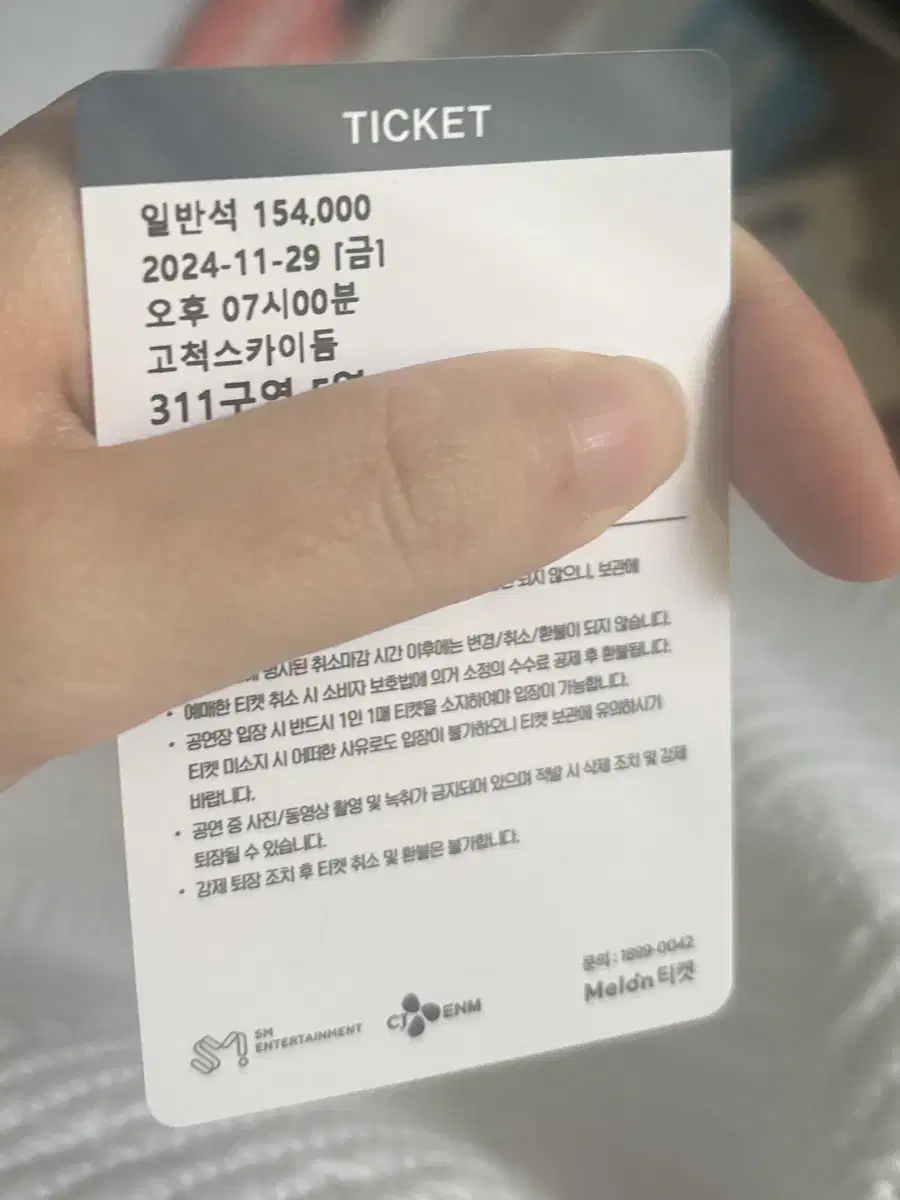 TICKET
일반석 154,000
2024-11-29 [금]
오후 07시00분
고척스카이돔
311구역
되지 않으니, 보관에
명시된 취소마감 시간 이후에는 변경/취소/환불이 되지 않습니다.
• 예매한 티켓 취소 시 소비자 보호법에 의거 소정의 수수료 공제 후 환불됩니다.
• 공연장 입장 시 반드시 1인 1매 티켓을 소지하여야 입장이 가능합니다.
티켓 미소지 시 어떠한 사유로도 입장이 불가하오니 티켓 보관에 유의하시기
바랍니다.
• 공연 중 사진/동영상 촬영 및 녹취가 금지되어 있으며 적발 시 삭제 조치 및 강제
퇴장될 수 있습니다.
• 강제 퇴장 조치 후 티켓 취소 및 환불은 불가합니다.
문의 : 1899-0042
Melon 티켓
SM
ENTERTAINMENT
CJ ENM